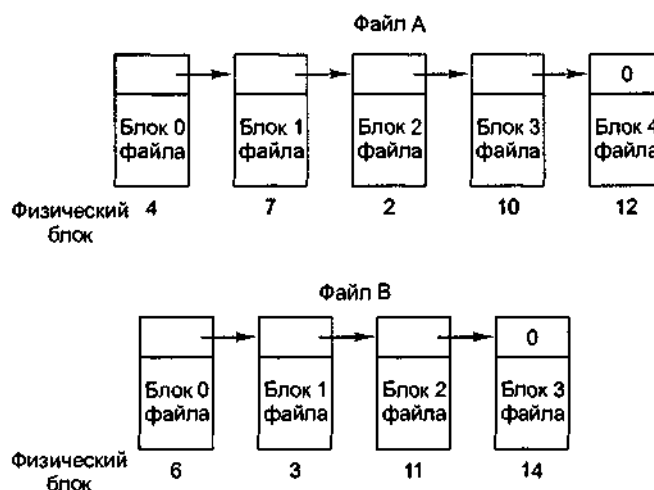 Файл А
0
Блок 0 Блок 1 Блок 2 Блок 3 Блок 4
файла файла файла файла файла
Физический 4 7 2 10 12
блок
Файл В
0
Блок 0 Блок 1 Блок 2 Блок 3
файла файла файла файла
Физический 6 3 11 14
блок